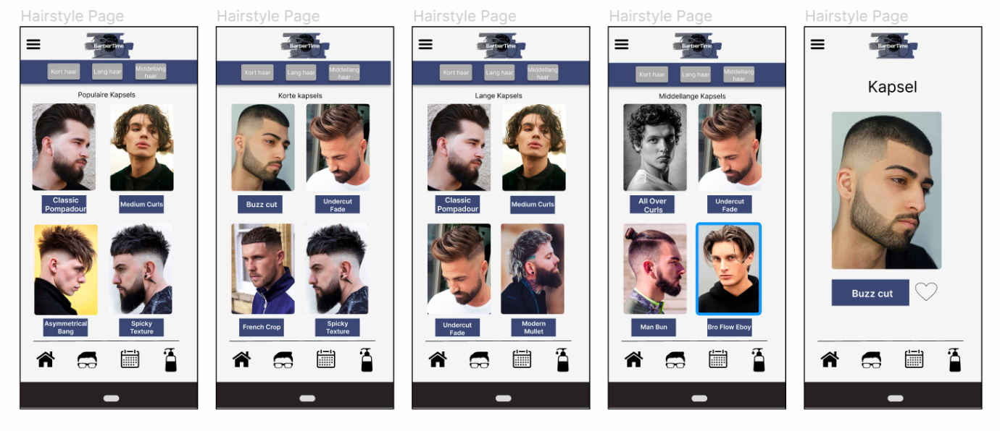 Hairstyle Page
BarberTime
Kort haar
Lang haar
Middellang
haar
Populaire Kapsels
Classic
Pompadour
Medium Curls
Asymmetrical
Bang
Spicky
Texture
Hairstyle Page
BarberTime
Kort haar
Lang haar
Middellang
haar
Korte kapsels
Buzz cut
Undercut
Fade
French Crop
Spicky
Texture
Hairstyle Page
BarberTime
Kort haar
Lang haar
Middellang
haar
Lange Kapsels
Classic
Pompadour
Medium Curls
Undercut
Fade
Modern
Mullet
Hairstyle Page
BarberTime
Kort haar
Lang haar
Middellang
haar
Middellange Kapsels
All Over
Curls
Undercut
Fade
Man Bun
Bro Flow Eboy
Hairstyle Page
BarberTime
Kapsel
Buzz cut